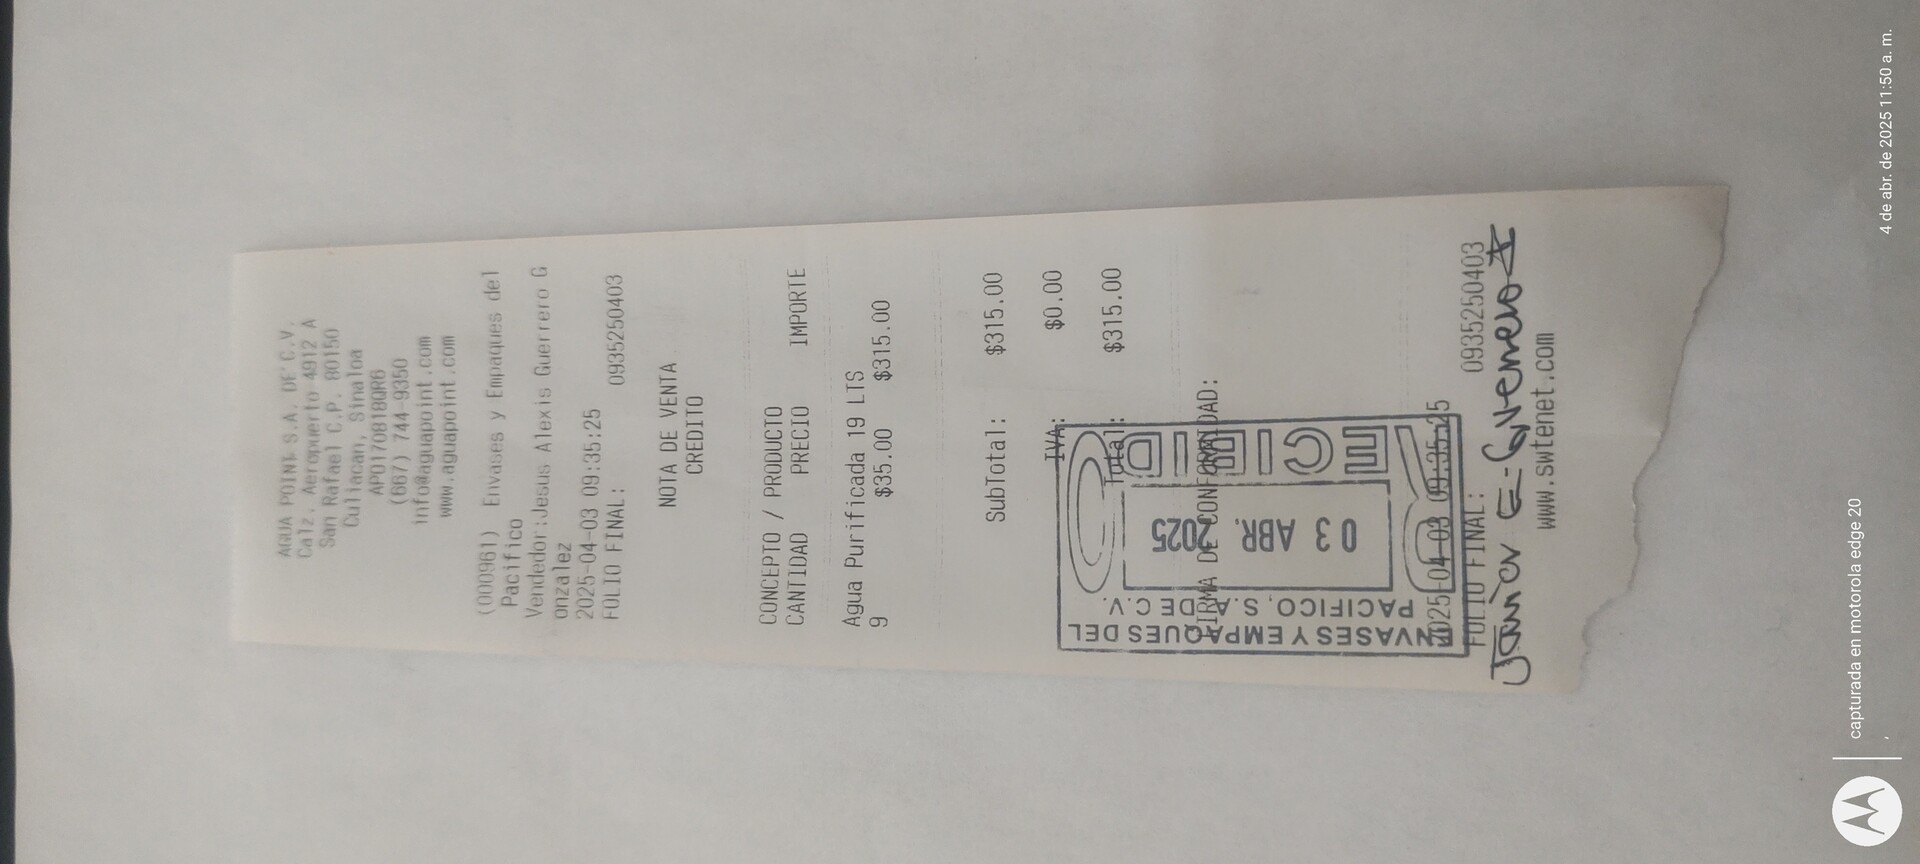 AGUA POINT S.A. DE C.V.
Calz. Aeropuerto 4912 A
San Rafael C.P. 80150
Culiacan, Sinaloa
APO170818QR6
(667) 744-9350
info@aguapoint.com
www.aguapoint.com
(000961) Envases y Empaques del
Pacifico
Vendedor:Jesus Alexis Guerrero G
onzalez
2025-04-03 09:35:25
FOLIO FINAL: 0935250403
NOTA DE VENTA
CREDITO
CONCEPTO / PRODUCTO
CANTIDAD PRECIO IMPORTE
Agua Purificada 19 LTS
9 $35.00 $315.00
SubTotal: $315.00
IVA: $0.00
Total: $315.00
FIRMA DE CONFORMIDAD:
ENVASES Y EMPAQUES DEL
PACIFICO, S.A. DE C.V.
03 ABR. 2025
RECIBIDO
2025-04-03 09:35:25
FOLIO FINAL: 0935250403
www.swtenet.com
capturada en motorola edge 20
4 de abr. de 2025 11:50 a. m.